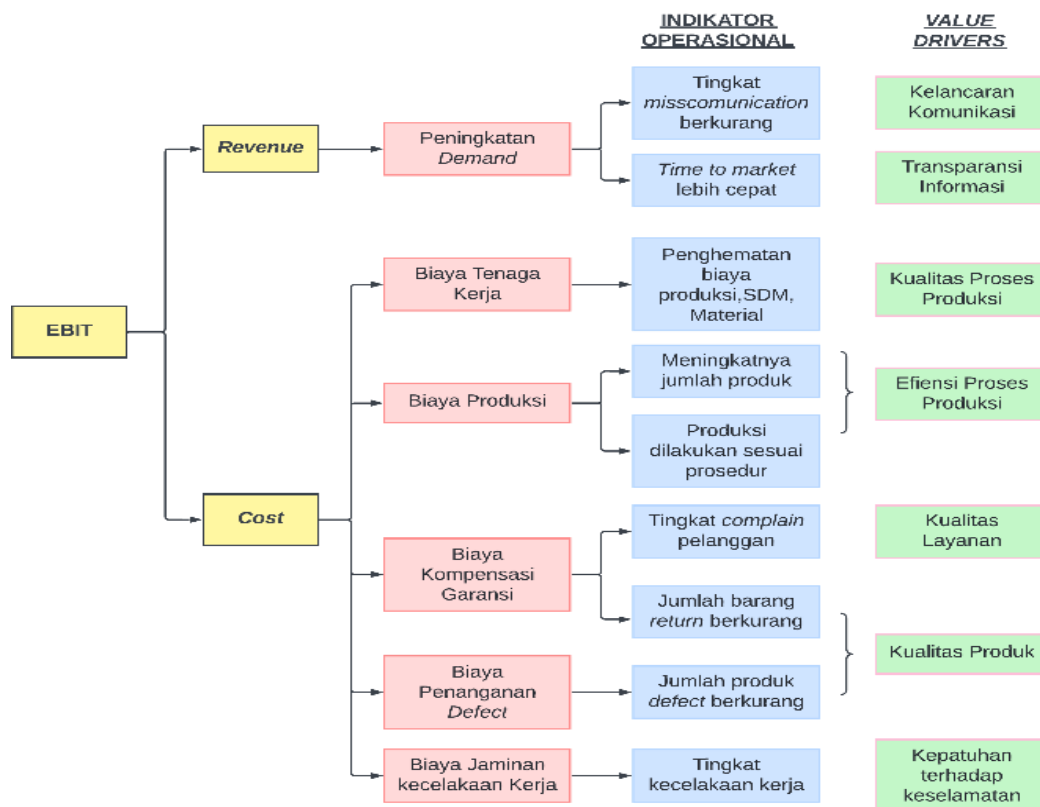 INDIKATOR
OPERASIONAL
VALUE
DRIVERS
Tingkat
misscomunication
berkurang
Kelancaran
Komunikasi
Revenue
Peningkatan
Demand
Time to market
lebih cepat
Transparansi
Informasi
Biaya Tenaga
Kerja
Penghematan
biaya
produksi,SDM,
Material
Kualitas Proses
Produksi
EBIT
Meningkatnya
jumlah produk
Biaya Produksi
Efiensi Proses
Produksi
Produksi
dilakukan sesuai
prosedur
Cost
Tingkat complain
pelanggan
Kualitas
Layanan
Biaya
Kompensasi
Garansi
Jumlah barang
return berkurang
Kualitas Produk
Biaya
Penanganan
Defect
Jumlah produk
defect berkurang
Biaya Jaminan
kecelakaan Kerja
Tingkat
kecelakaan kerja
Kepatuhan
terhadap
keselamatan